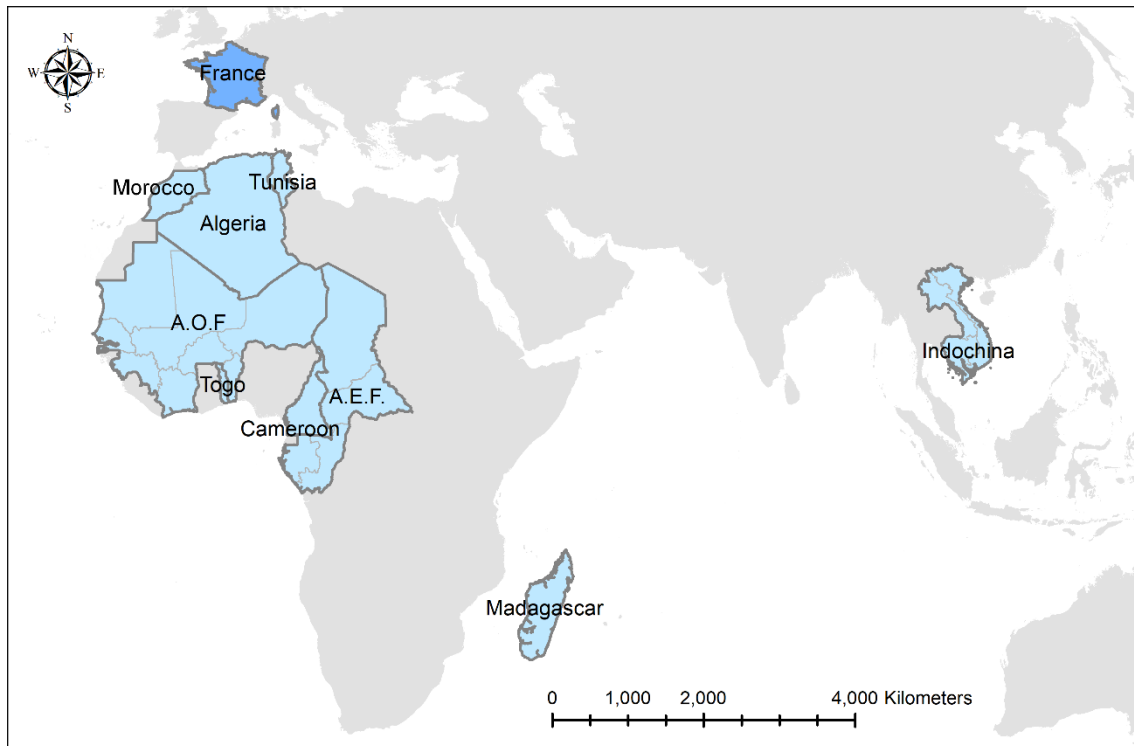 N
W E
S
France
Morocco
Tunisia
Algeria
A.O.F
Togo
A.E.F.
Cameroon
Indochina
Madagascar
0 1,000 2,000 4,000 Kilometers